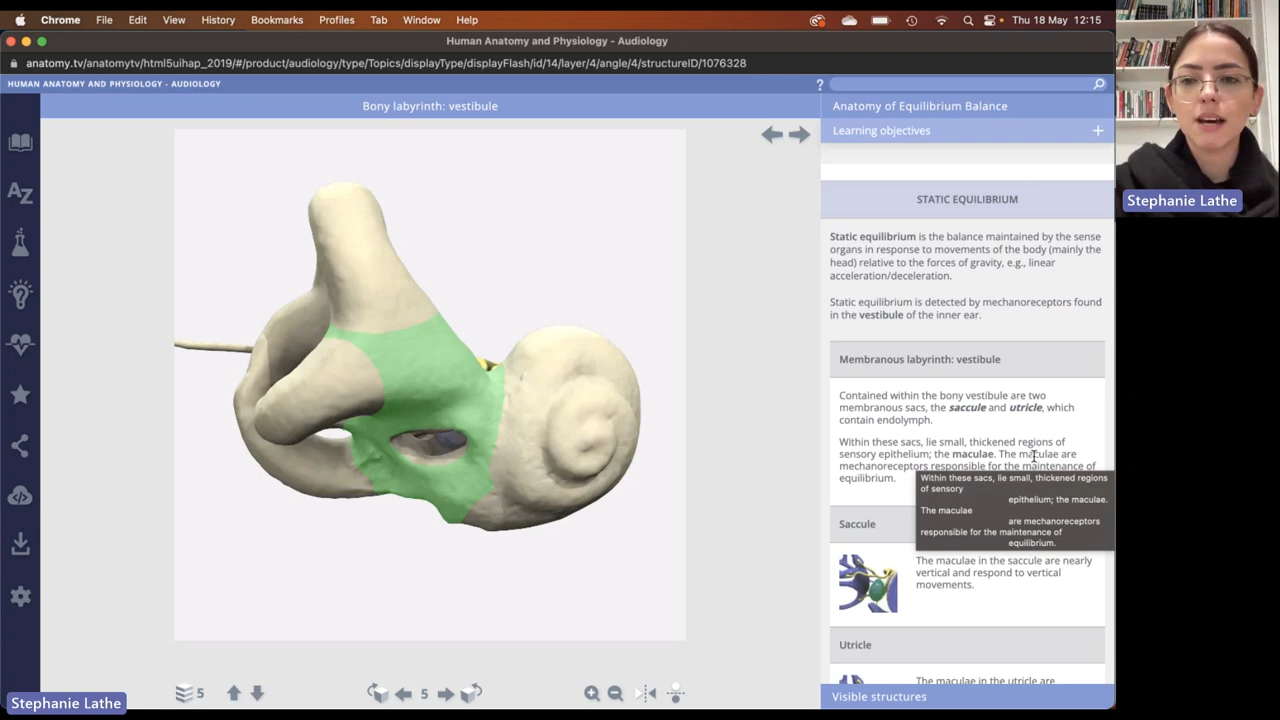 Chrome File Edit View History Bookmarks Profiles Tab Window Help Thu 18 May 12:15
Human Anatomy and Physiology - Audiology
anatomy.tv/anatomytv/html5uihap_2019/#/product/audiology/type/Topics/displayType/displayFlash/id/14/layer/4/angle/4/structureID/1076328
HUMAN ANATOMY AND PHYSIOLOGY - AUDIOLOGY ?
Bony labyrinth: vestibule
Anatomy of Equilibrium Balance
Learning objectives +
STATIC EQUILIBRIUM
Static equilibrium is the balance maintained by the sense
organs in response to movements of the body (mainly the
head) relative to the forces of gravity, e.g., linear
acceleration/deceleration.
Static equilibrium is detected by mechanoreceptors found
in the vestibule of the inner ear.
Membranous labyrinth: vestibule
Contained within the bony vestibule are two
membranous sacs, the saccule and utricle, which
contain endolymph.
Within these sacs, lie small, thickened regions of
sensory epithelium; the maculae. The maculae are
mechanoreceptors responsible for the maintenance of
equilibrium.
Within these sacs, lie small, thickened regions
of sensory
epithelium; the maculae.
The maculae
are mechanoreceptors
responsible for the maintenance of
equilibrium.
Saccule
The maculae in the saccule are nearly
vertical and respond to vertical
movements.
Utricle
The maculae in the utricle are
Visible structures
AZ
5
5
Stephanie Lathe
Stephanie Lathe